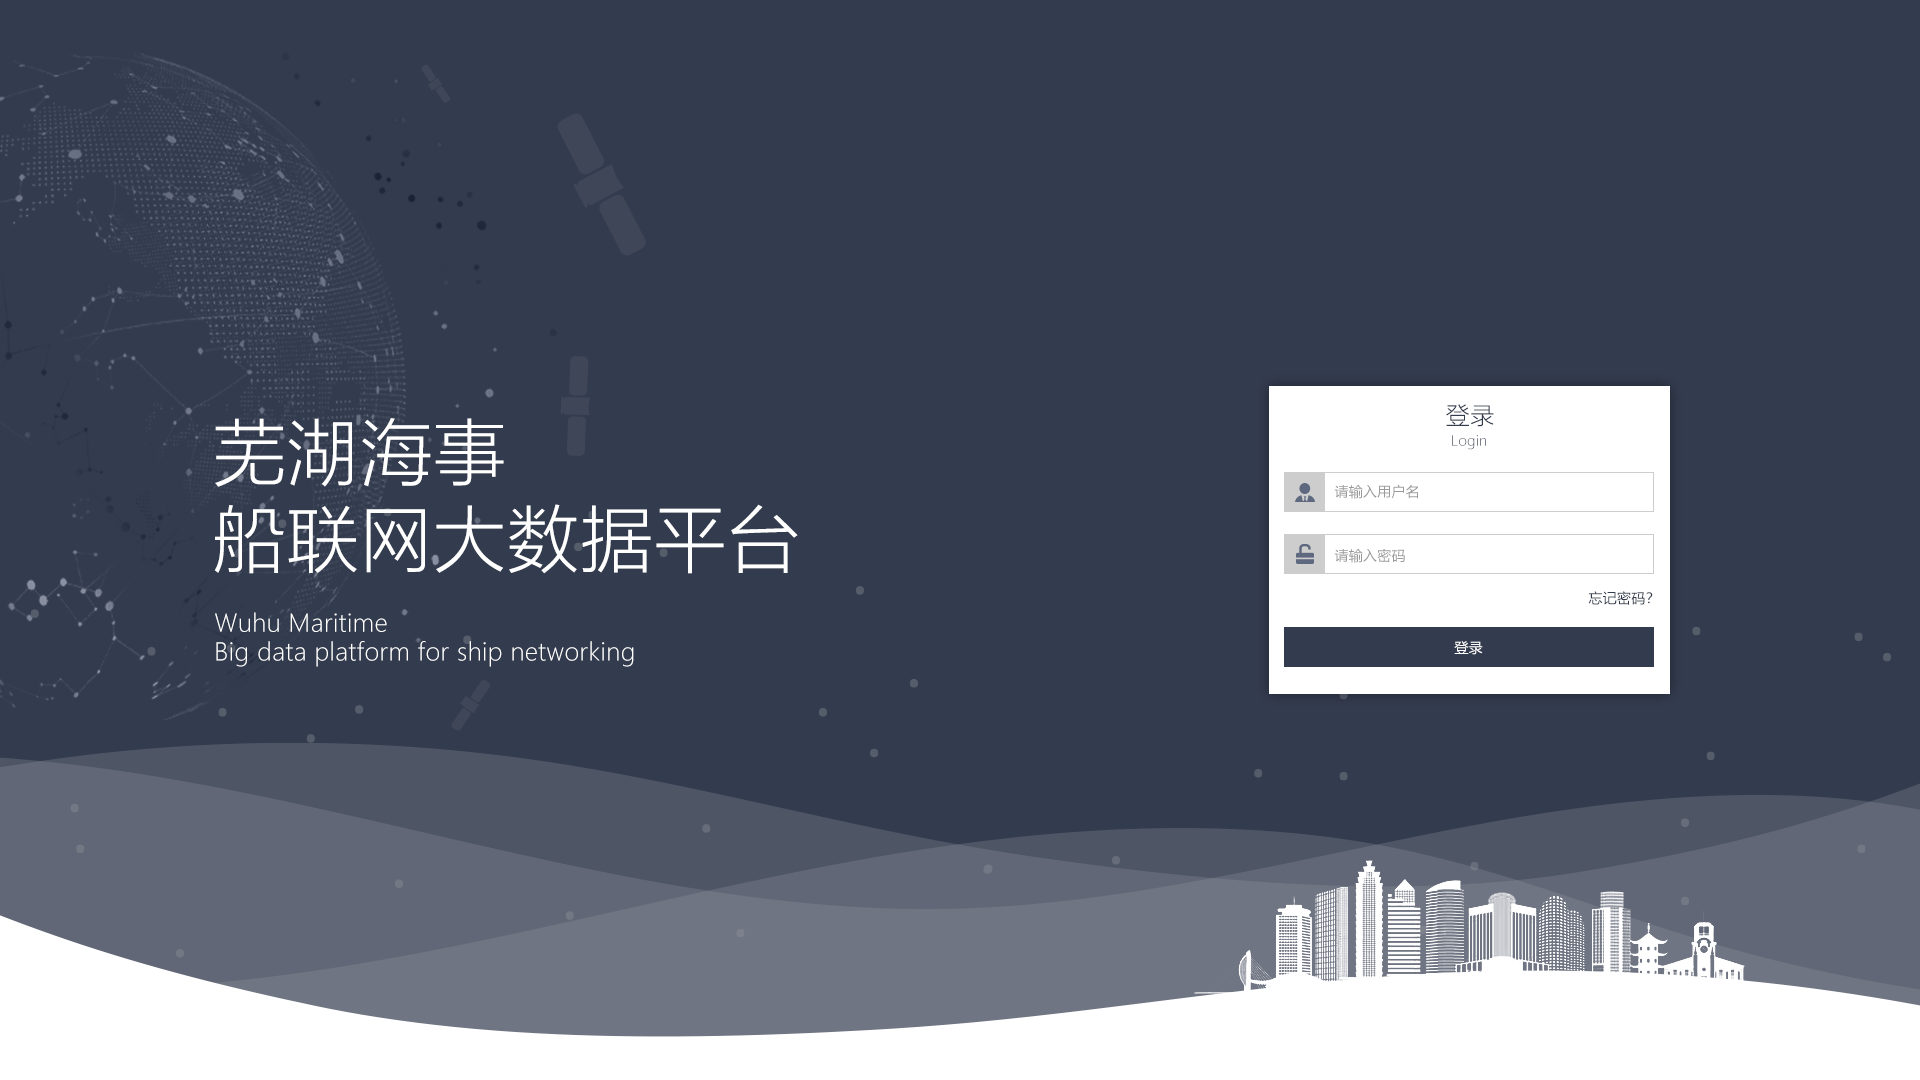 芜湖海事
船联网大数据平台
Wuhu Maritime
Big data platform for ship networking
登录
Login
请输入用户名
请输入密码
忘记密码?
登录